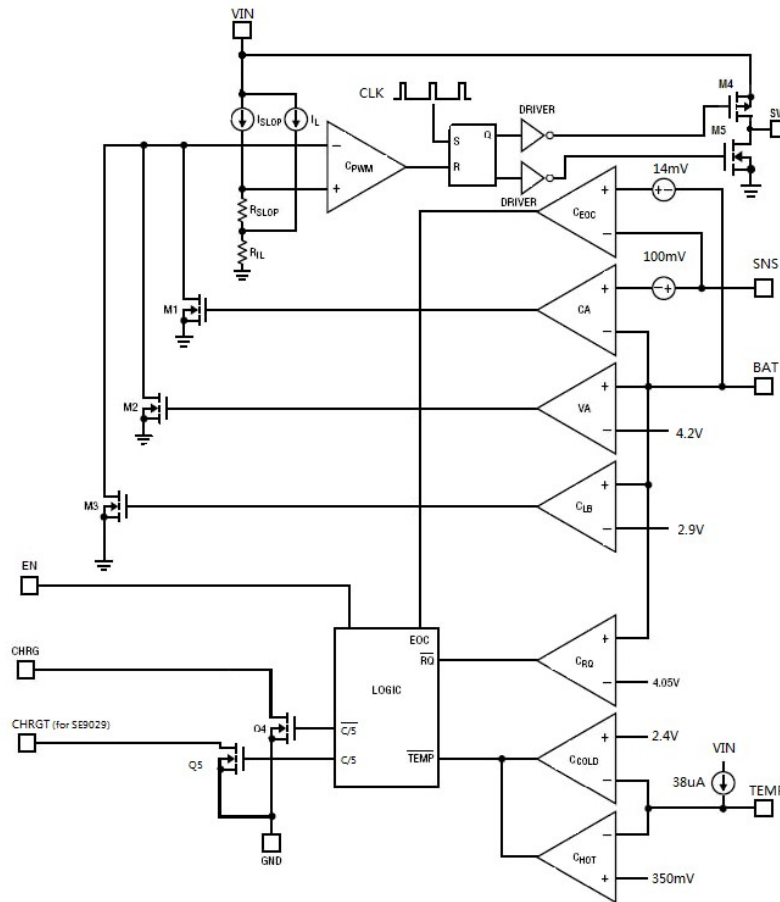 VIN
M4
CLK
DRIVER
SW
ISLOP
IL
Q
M5
S
CPWM
R
14mV
DRIVER
RSLOP
CEOC
RIL
100mV
SNS
M1
CA
BAT
M2
VA
4.2V
M3
CLB
2.9V
EN
EOC
CHRG
RQ
CRQ
LOGIC
4.05V
CHRGT (for SE9029)
Q4
C/5
2.4V
VIN
Q5
C/5
TEMP
CCOLD
38uA
TEMP
GND
CHOT
350mV